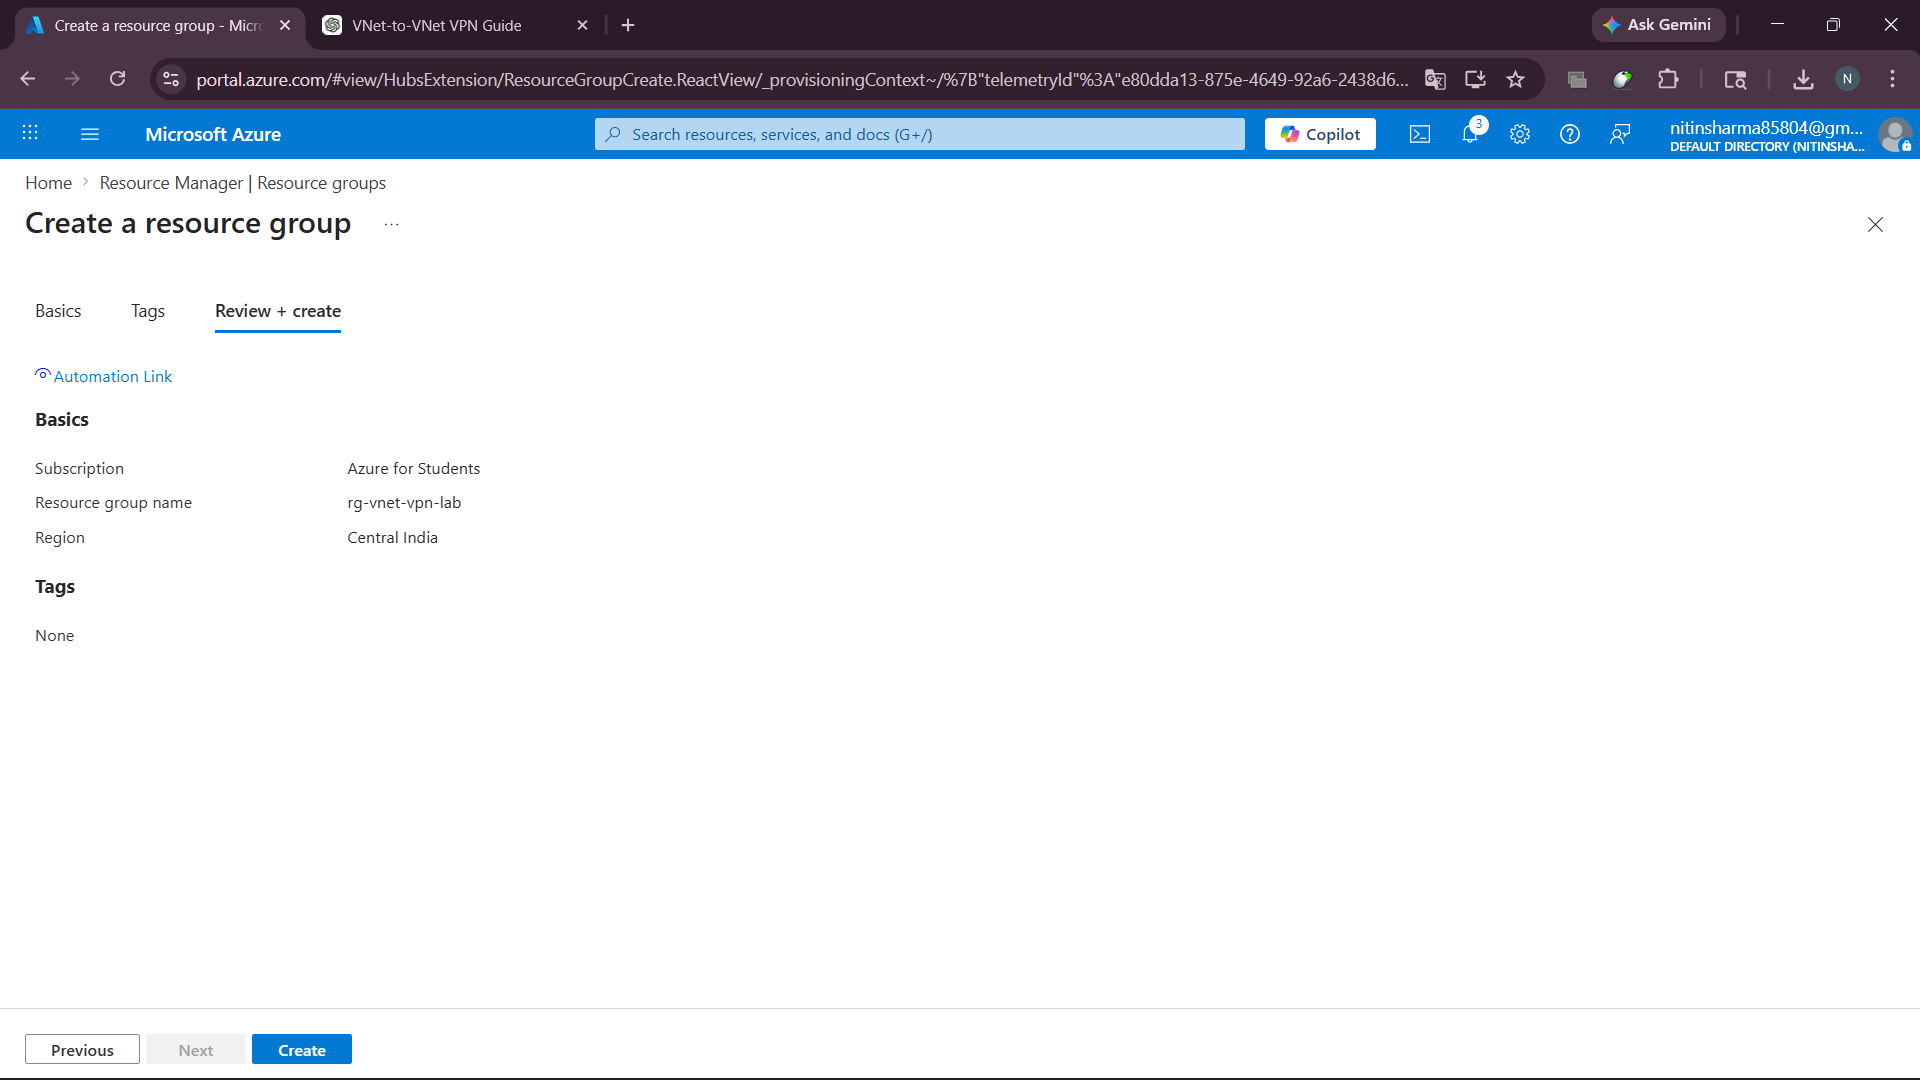 Create a resource group - Micr
VNet-to-VNet VPN Guide
Ask Gemini
portal.azure.com/#view/HubsExtension/ResourceGroupCreate.ReactView/_provisioningContext~/%7B"telemetryId"%3A"e80dda13-875e-4649-92a6-2438d6...
N
Microsoft Azure
Search resources, services, and docs (G+/)
Copilot
3
nitinsharma85804@gm...
DEFAULT DIRECTORY (NITINSHA...
Home > Resource Manager | Resource groups
Create a resource group ...
Basics
Tags
Review + create
Automation Link
Basics
Subscription Azure for Students
Resource group name rg-vnet-vpn-lab
Region Central India
Tags
None
Previous
Next
Create